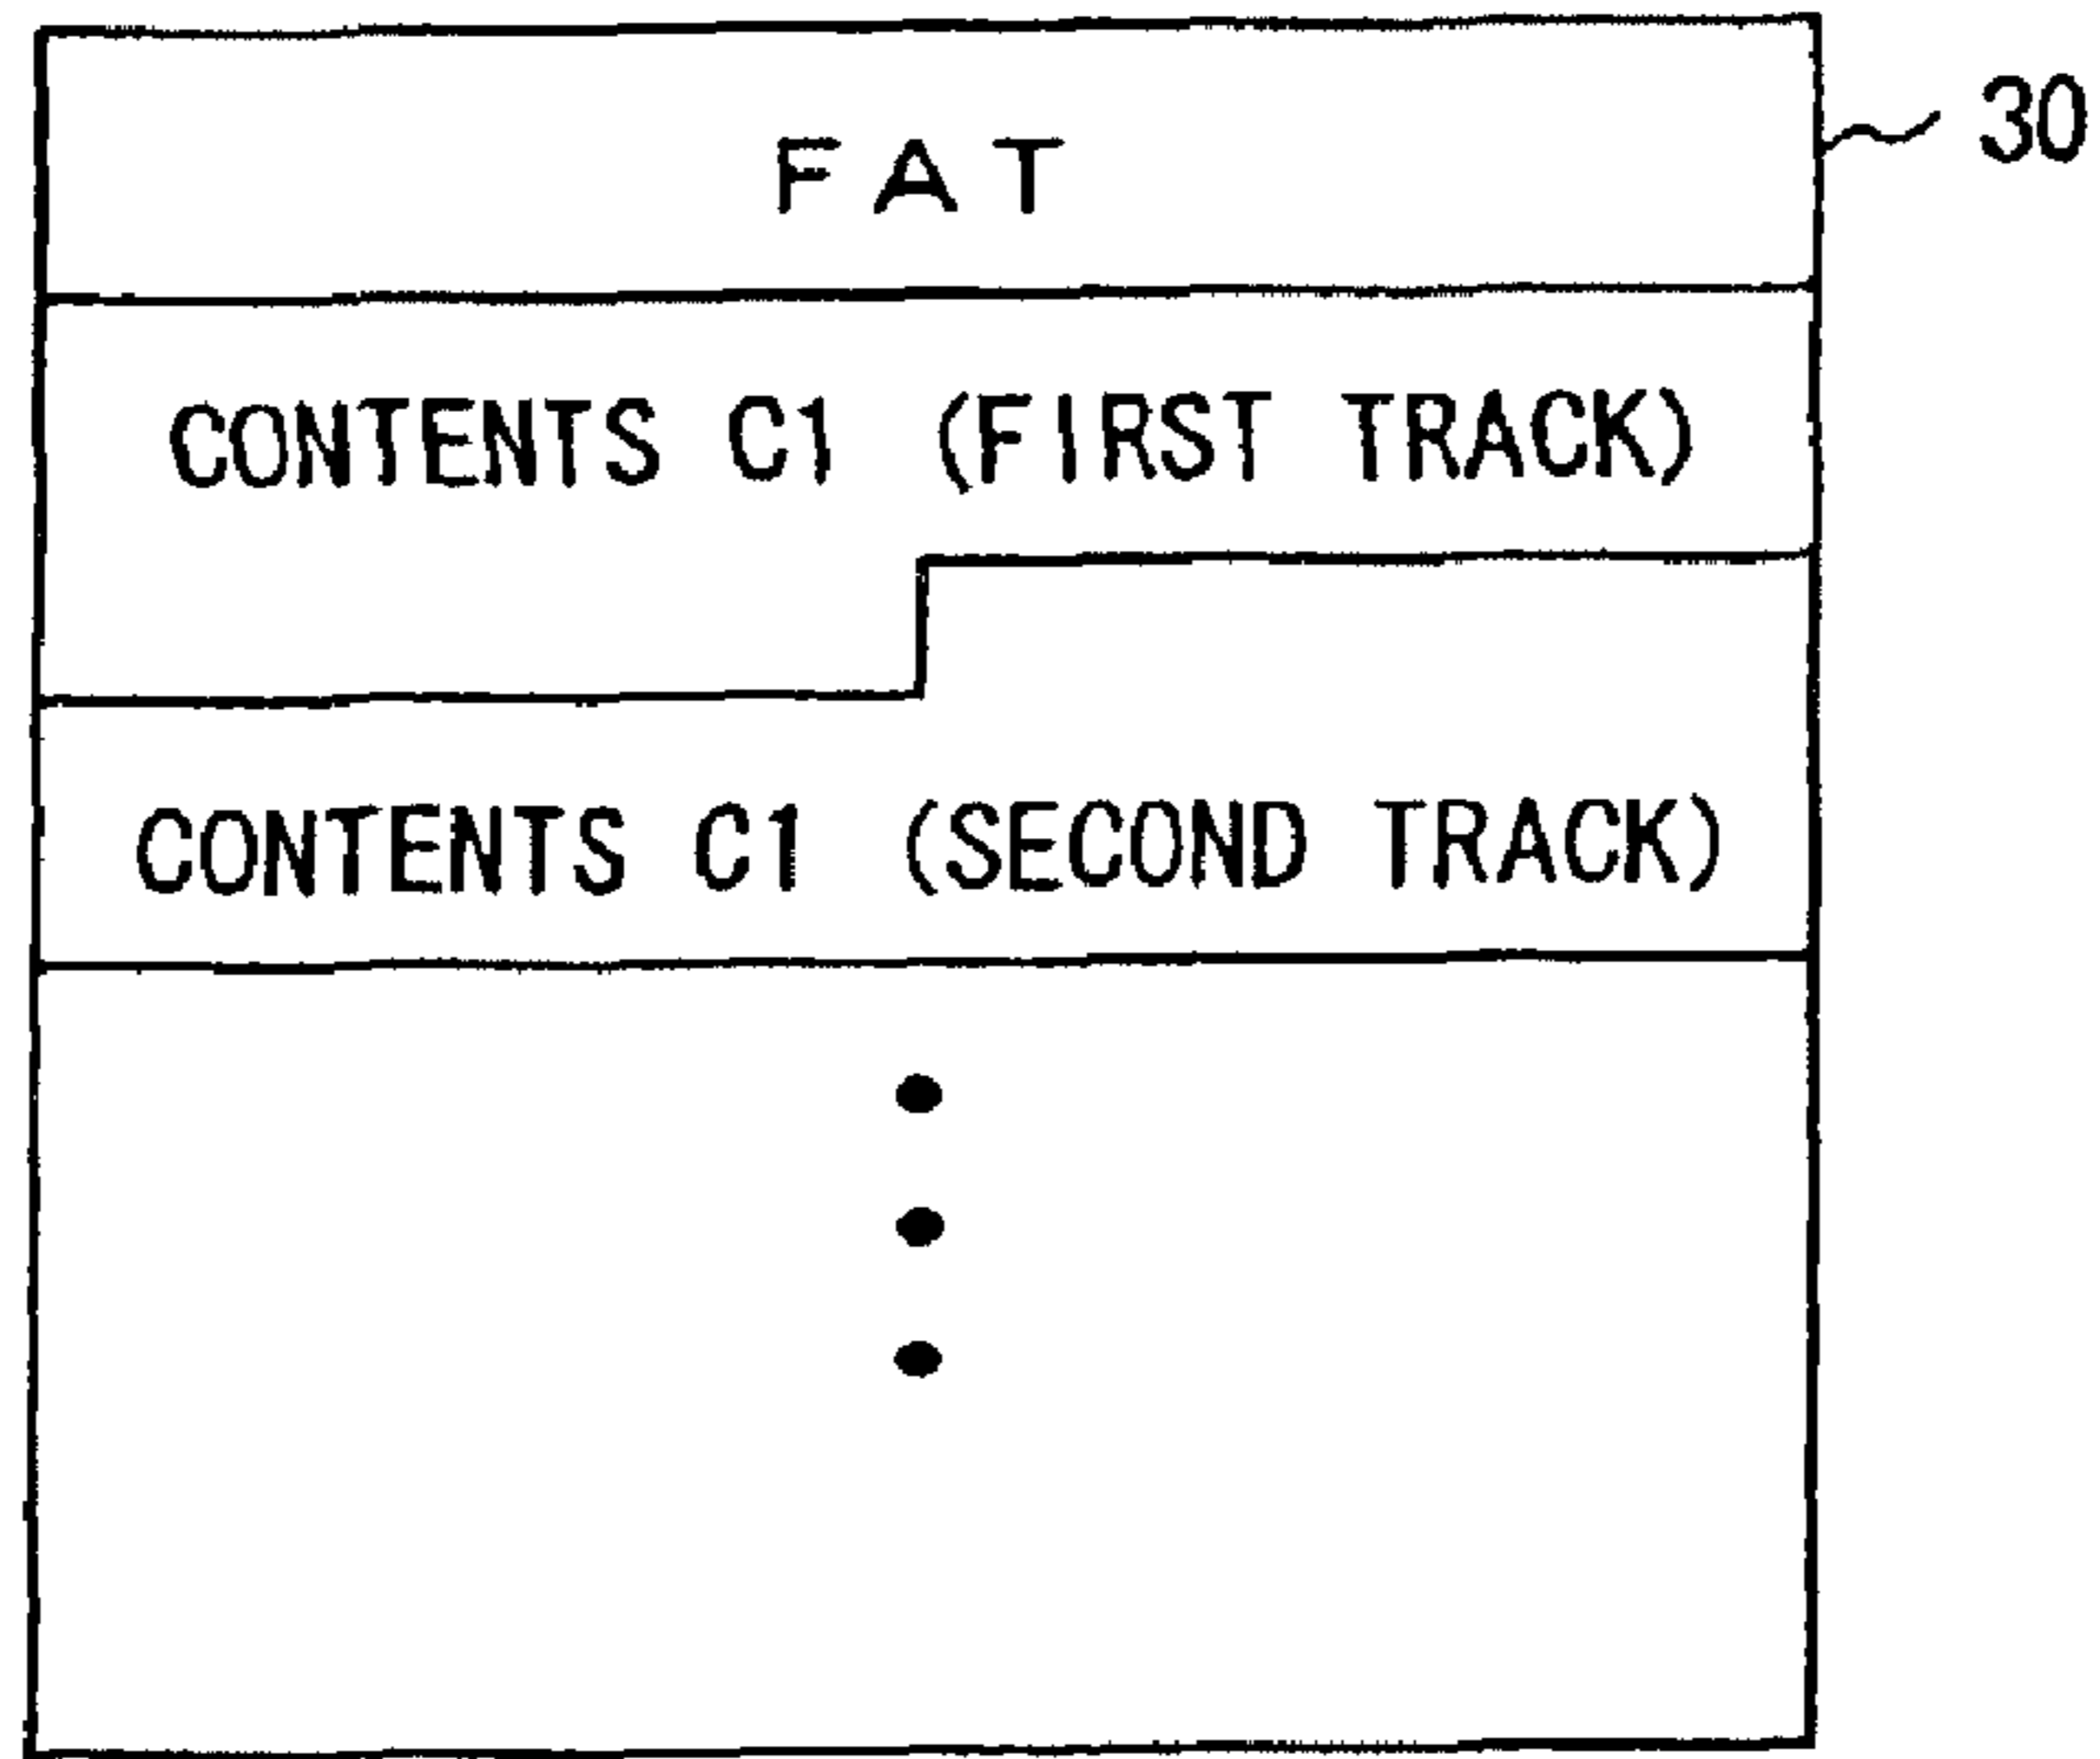 FAT
30
CONTENTS C1 (FIRST TRACK)
CONTENTS C1 (SECOND TRACK)